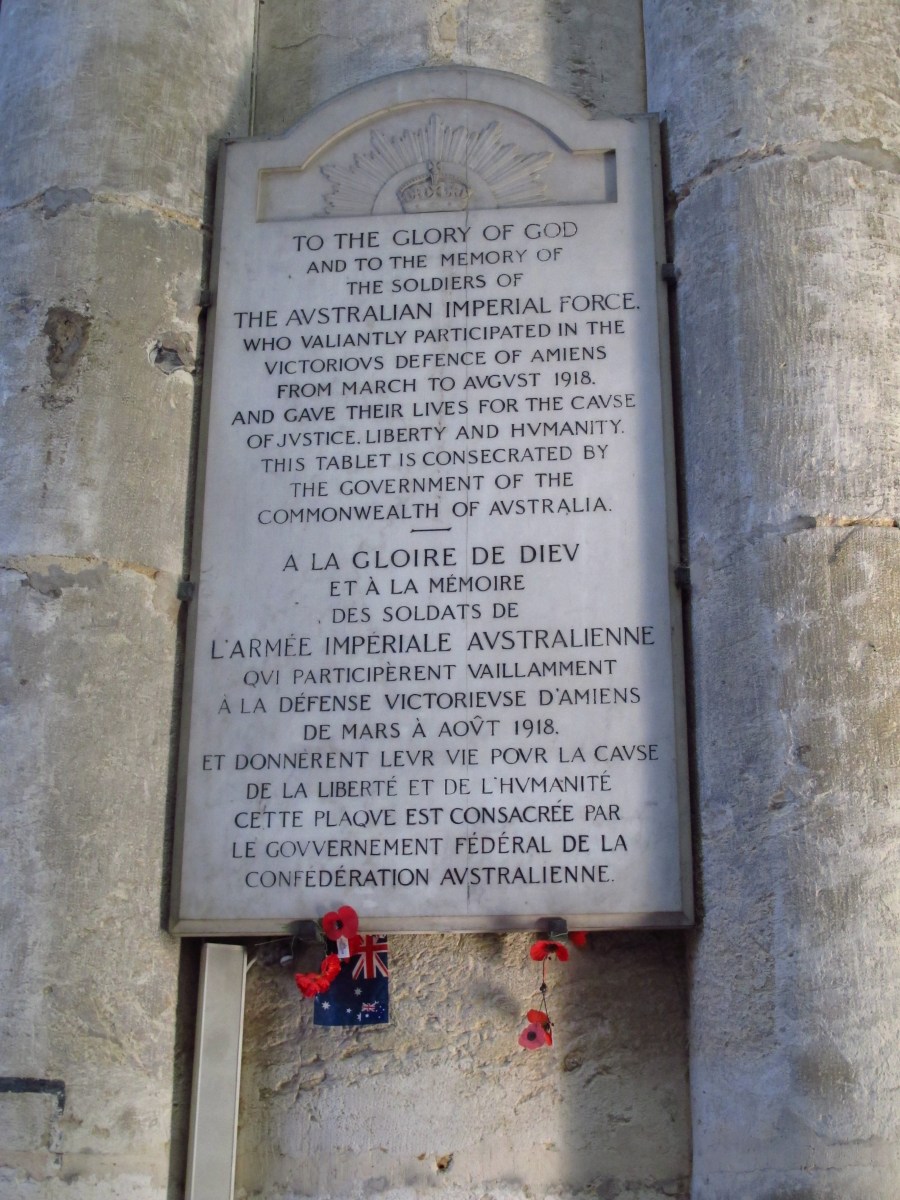 TO THE GLORY OF GOD
AND TO THE MEMORY OF
THE SOLDIERS OF
THE AVSTRALIAN IMPERIAL FORCE.
WHO VALIANTLY PARTICIPATED IN THE
VICTORIOVS DEFENCE OF AMIENS
FROM MARCH TO AVGVST 1918.
AND GAVE THEIR LIVES FOR THE CAVSE
OF JVSTICE. LIBERTY AND HVMANITY.
THIS TABLET IS CONSECRATED BY
THE GOVERNMENT OF THE
COMMONWEALTH OF AVSTRALIA.
A LA GLOIRE DE DIEV
ET À LA MÉMOIRE
DES SOLDATS DE
L'ARMÉE IMPÉRIALE AVSTRALIENNE
QVI PARTICIPÈRENT VAILLAMMENT
À LA DÉFENSE VICTORIEVSE D'AMIENS
DE MARS À AOV̂T 1918.
ET DONNÈRENT LEVR VIE POVR LA CAVSE
DE LA LIBERTÉ ET DE L'HVMANITÉ
CETTE PLAQVE EST CONSACRÉE PAR
LE GOVVERNEMENT FÉDÉRAL DE LA
CONFÉDÉRATION AVSTRALIENNE.